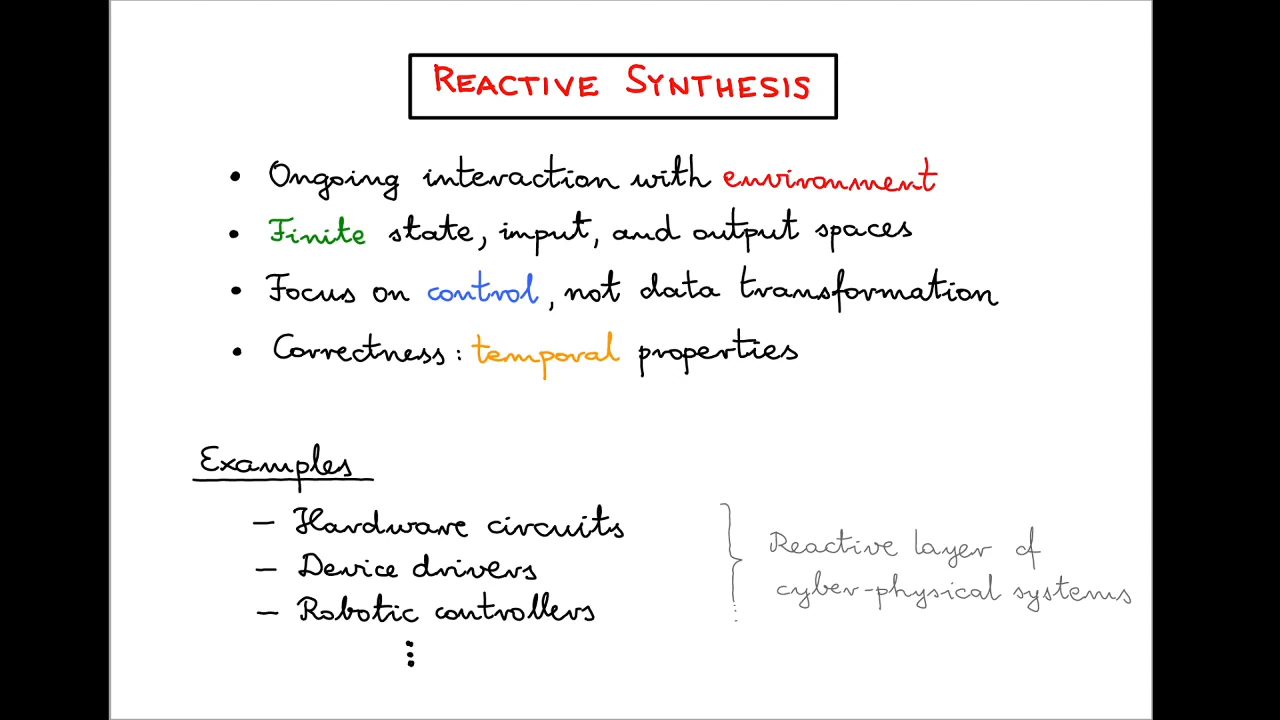 REACTIVE SYNTHESIS
• Ongoing interaction with environment
• Finite state, input, and output spaces
• Focus on control, not data transformation
• Correctness: temporal properties
Examples
– Hardware circuits
– Device drivers
– Robotic controllers
⋮
Reactive layer of
cyber-physical systems